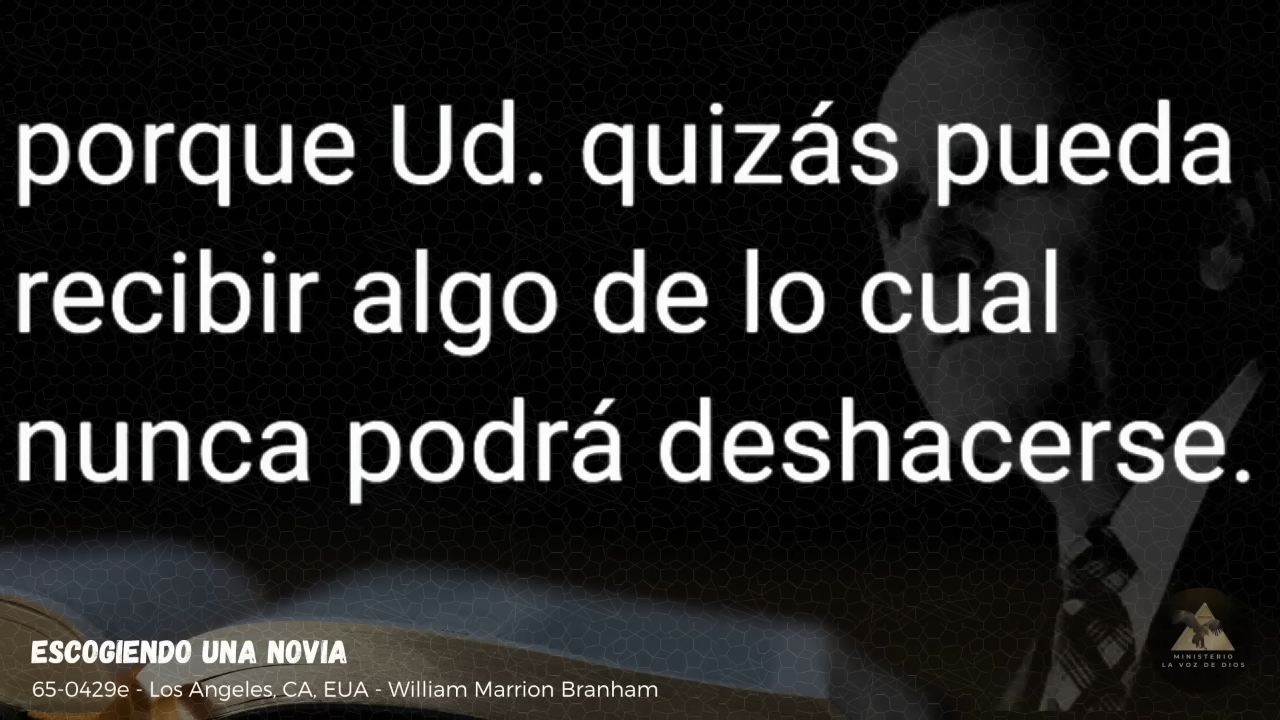 porque Ud. quizás pueda
recibir algo de lo cual
nunca podrá deshacerse.
ESCOGIENDO UNA NOVIA
65-0429e - Los Angeles, CA, EUA - William Marrion Branham
MINISTERIO
LA VOZ DE DIOS